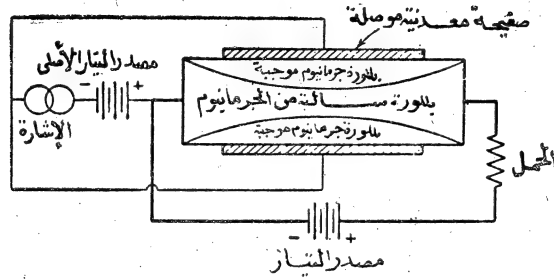 صفيحة معدنية موصلة
مصدر التيار الأصلى
- +
بللورة جرمانيوم موجبة
بللورة سالبة من الجرمانيوم
بللورة جرمانيوم موجبة
الإشارة
الحمل
- +
مصدر التيار